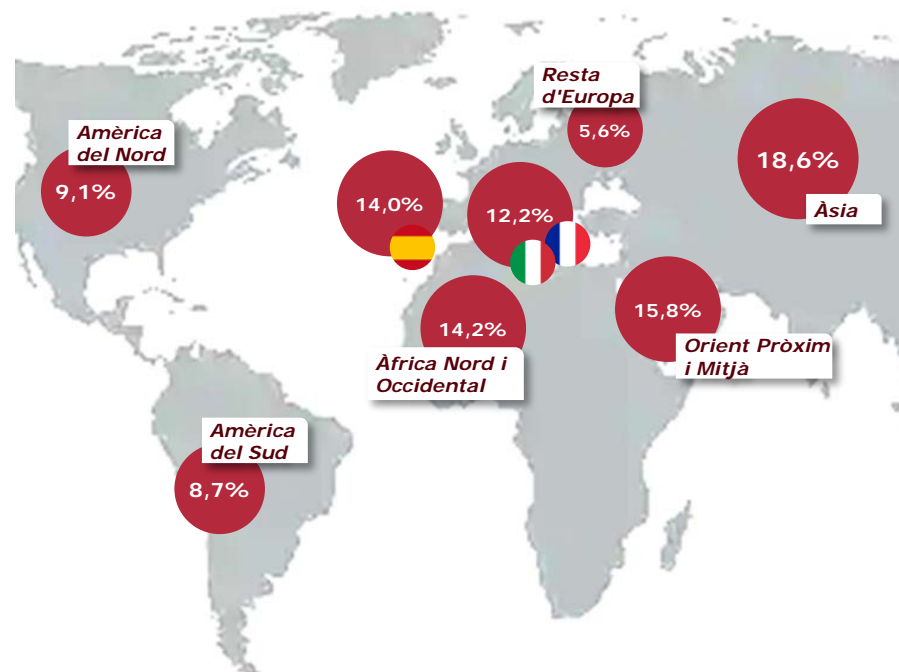 Resta
d'Europa
5,6%
Amèrica
del Nord
9,1%
14,0%
12,2%
18,6%
Àsia
14,2%
Àfrica Nord i
Occidental
15,8%
Orient Pròxim
i Mitjà
Amèrica
del Sud
8,7%